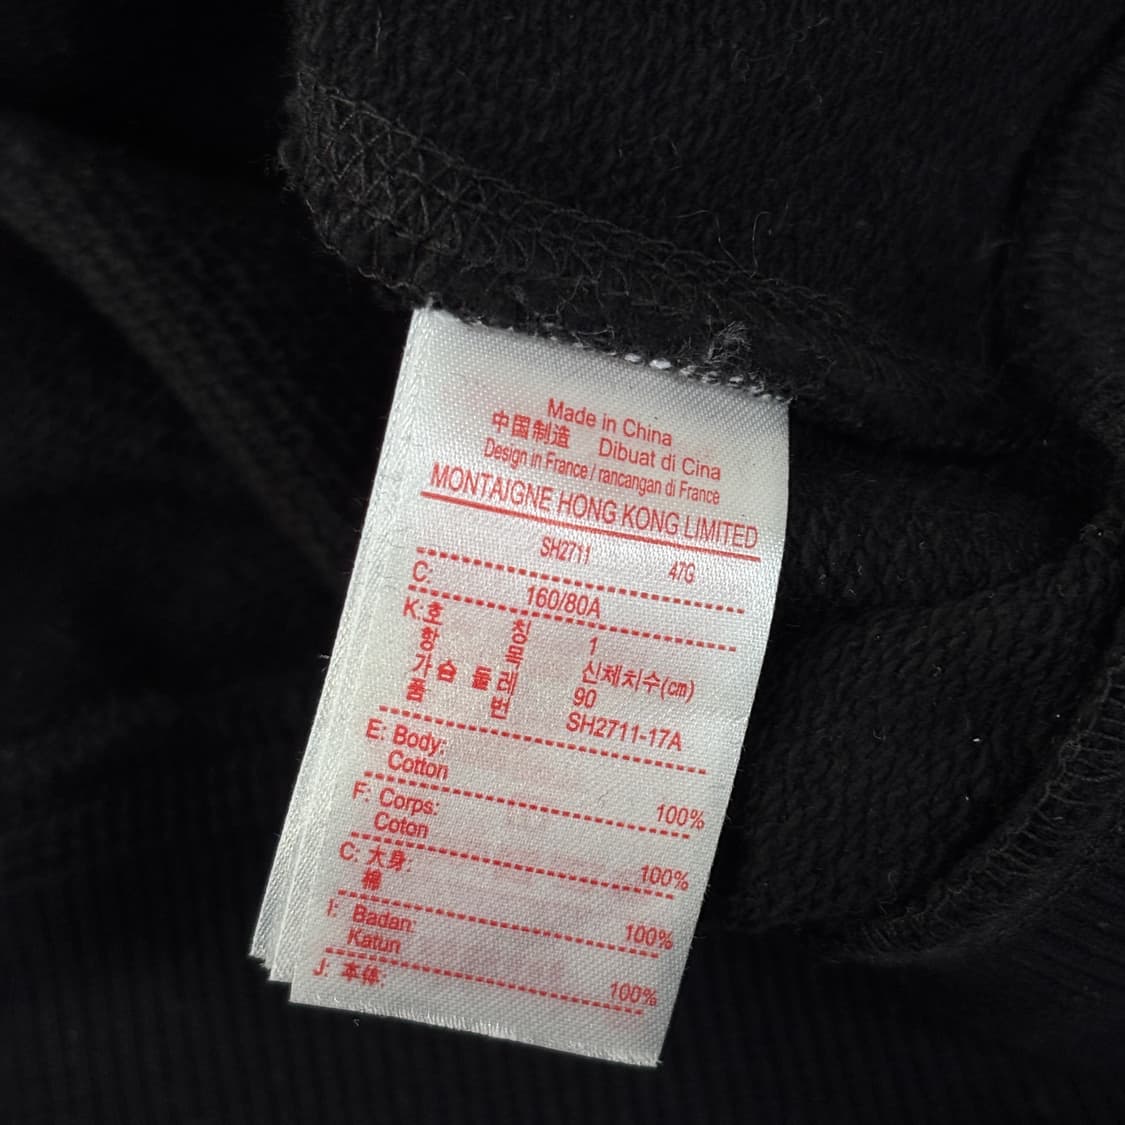 Made in China
中国制造 Dibuat di Cina
Design in France / rancangan di France
MONTAIGNE HONG KONG LIMITED
SH2711 47G
C: 160/80A
K: 호 칭 1
항 목 신체치수(cm)
가 슴 둘 레 90
품 번 SH2711-17A
E: Body:
Cotton 100%
F: Corps:
Coton 100%
C: 大身:
棉 100%
I: Badan:
Katun 100%
J: 本体: